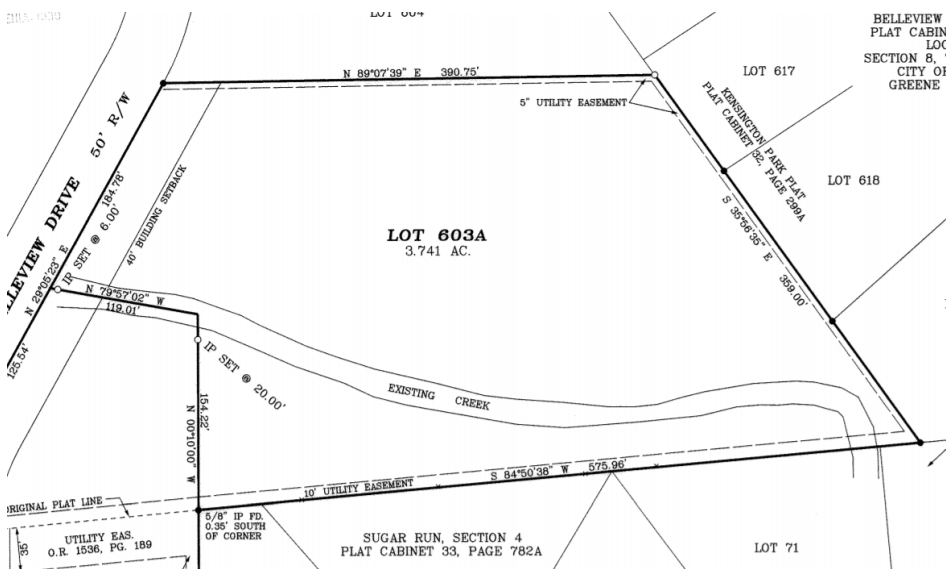 LOT 604
BELLEVIEW
PLAT CABIN
LOC
SECTION 8,
CITY OF
GREENE
N 89°07'39" E 390.75'
LOT 617
5" UTILITY EASEMENT
KENSINGTON PARK PLAT
PLAT CABINET 32, PAGE 299A
50' R/W
LLEVIEW DRIVE
184.78'
N 29°05'23" E
IR SET @ 6.00'
40' BUILDING SETBACK
LOT 618
LOT 603A
3.741 AC.
S 35°56'35" E 359.00'
N 79°57'02" W
119.01'
125.54'
IP SET @ 20.00'
EXISTING CREEK
154.22'
N 00°10'00" W
S 84°50'38" W 575.96'
10' UTILITY EASEMENT
ORIGINAL PLAT LINE
5/8" IP FD.
0.35' SOUTH
OF CORNER
35'
UTILITY EAS.
O.R. 1536, PG. 189
SUGAR RUN, SECTION 4
PLAT CABINET 33, PAGE 782A
LOT 71